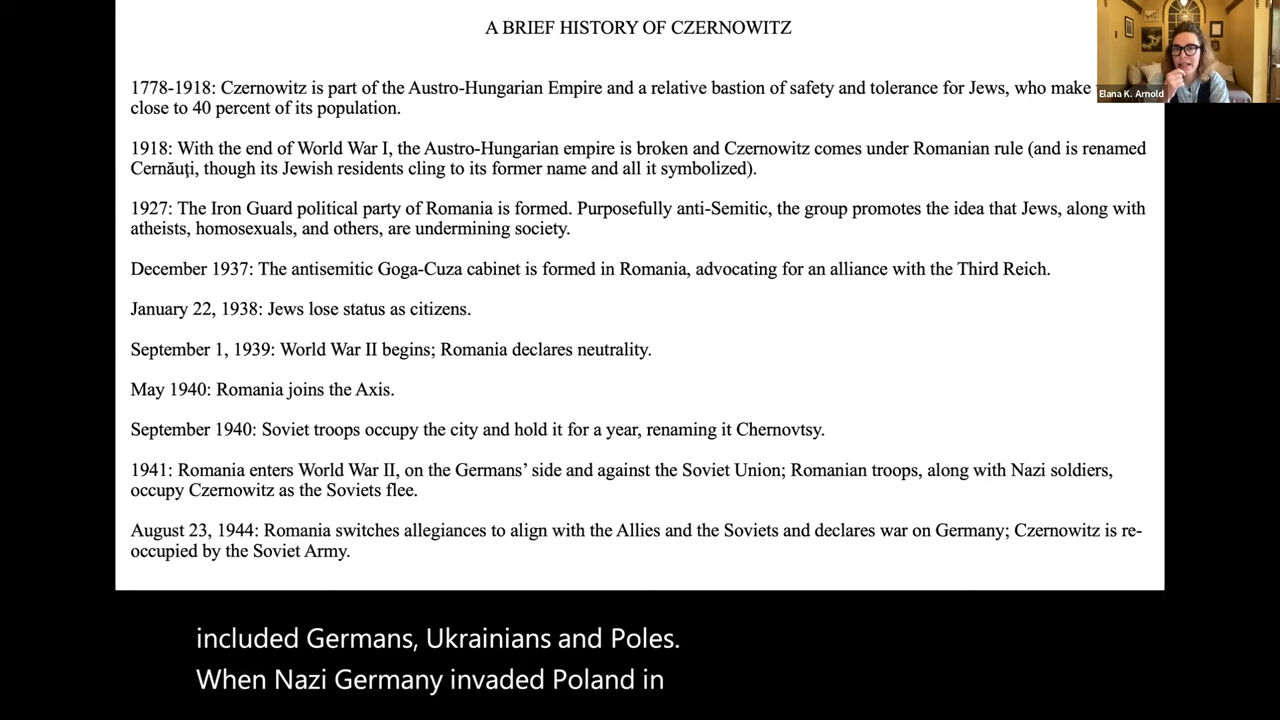 A BRIEF HISTORY OF CZERNOWITZ
1778-1918: Czernowitz is part of the Austro-Hungarian Empire and a relative bastion of safety and tolerance for Jews, who make
close to 40 percent of its population.
1918: With the end of World War I, the Austro-Hungarian empire is broken and Czernowitz comes under Romanian rule (and is renamed
Cernăuţi, though its Jewish residents cling to its former name and all it symbolized).
1927: The Iron Guard political party of Romania is formed. Purposefully anti-Semitic, the group promotes the idea that Jews, along with
atheists, homosexuals, and others, are undermining society.
December 1937: The antisemitic Goga-Cuza cabinet is formed in Romania, advocating for an alliance with the Third Reich.
January 22, 1938: Jews lose status as citizens.
September 1, 1939: World War II begins; Romania declares neutrality.
May 1940: Romania joins the Axis.
September 1940: Soviet troops occupy the city and hold it for a year, renaming it Chernovtsy.
1941: Romania enters World War II, on the Germans’ side and against the Soviet Union; Romanian troops, along with Nazi soldiers,
occupy Czernowitz as the Soviets flee.
August 23, 1944: Romania switches allegiances to align with the Allies and the Soviets and declares war on Germany; Czernowitz is re-
occupied by the Soviet Army.
Elana K. Arnold
included Germans, Ukrainians and Poles.
When Nazi Germany invaded Poland in